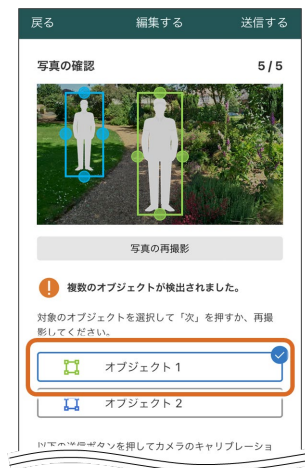 戻る 編集する 送信する
写真の確認 5 / 5
写真の再撮影
複数のオブジェクトが検出されました。
対象のオブジェクトを選択して「次」を押すか、再撮
影してください。
オブジェクト 1
オブジェクト 2
以下の送信ボタンを押してカメラのキャリブレーショ